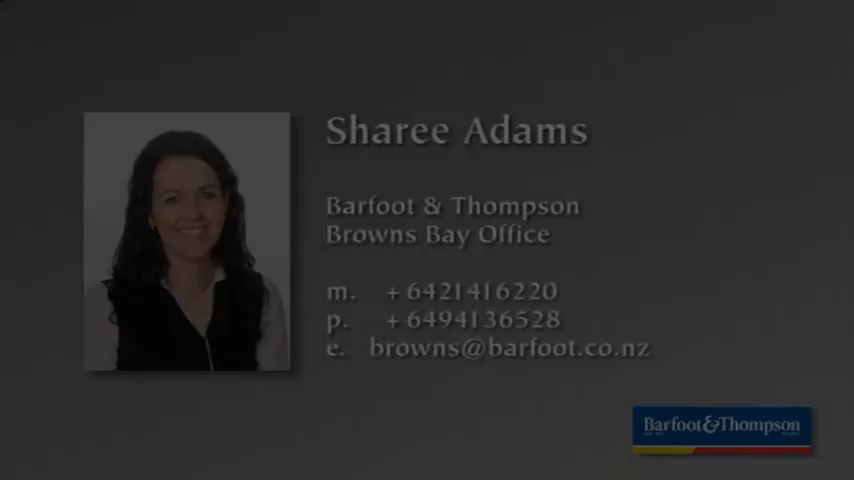 Sharee Adams
Barfoot & Thompson
Browns Bay Office
m. + 6421416220
p. + 6494136528
e. browns@barfoot.co.nz
Barfoot&Thompson